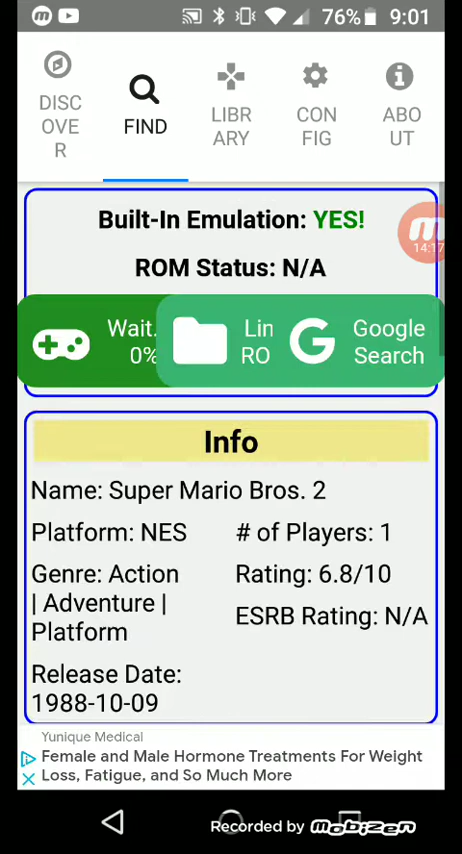 76% 9:01
DISC
OVE
R
FIND
LIBR
ARY
CON
FIG
ABO
UT
Built-In Emulation: YES!
ROM Status: N/A
14:17
Wait.
0%
Lin
RO
Google
Search
Info
Name: Super Mario Bros. 2
Platform: NES
# of Players: 1
Genre: Action
| Adventure |
Platform
Rating: 6.8/10
ESRB Rating: N/A
Release Date:
1988-10-09
Yunique Medical
Female and Male Hormone Treatments For Weight
Loss, Fatigue, and So Much More
Recorded by mobizen